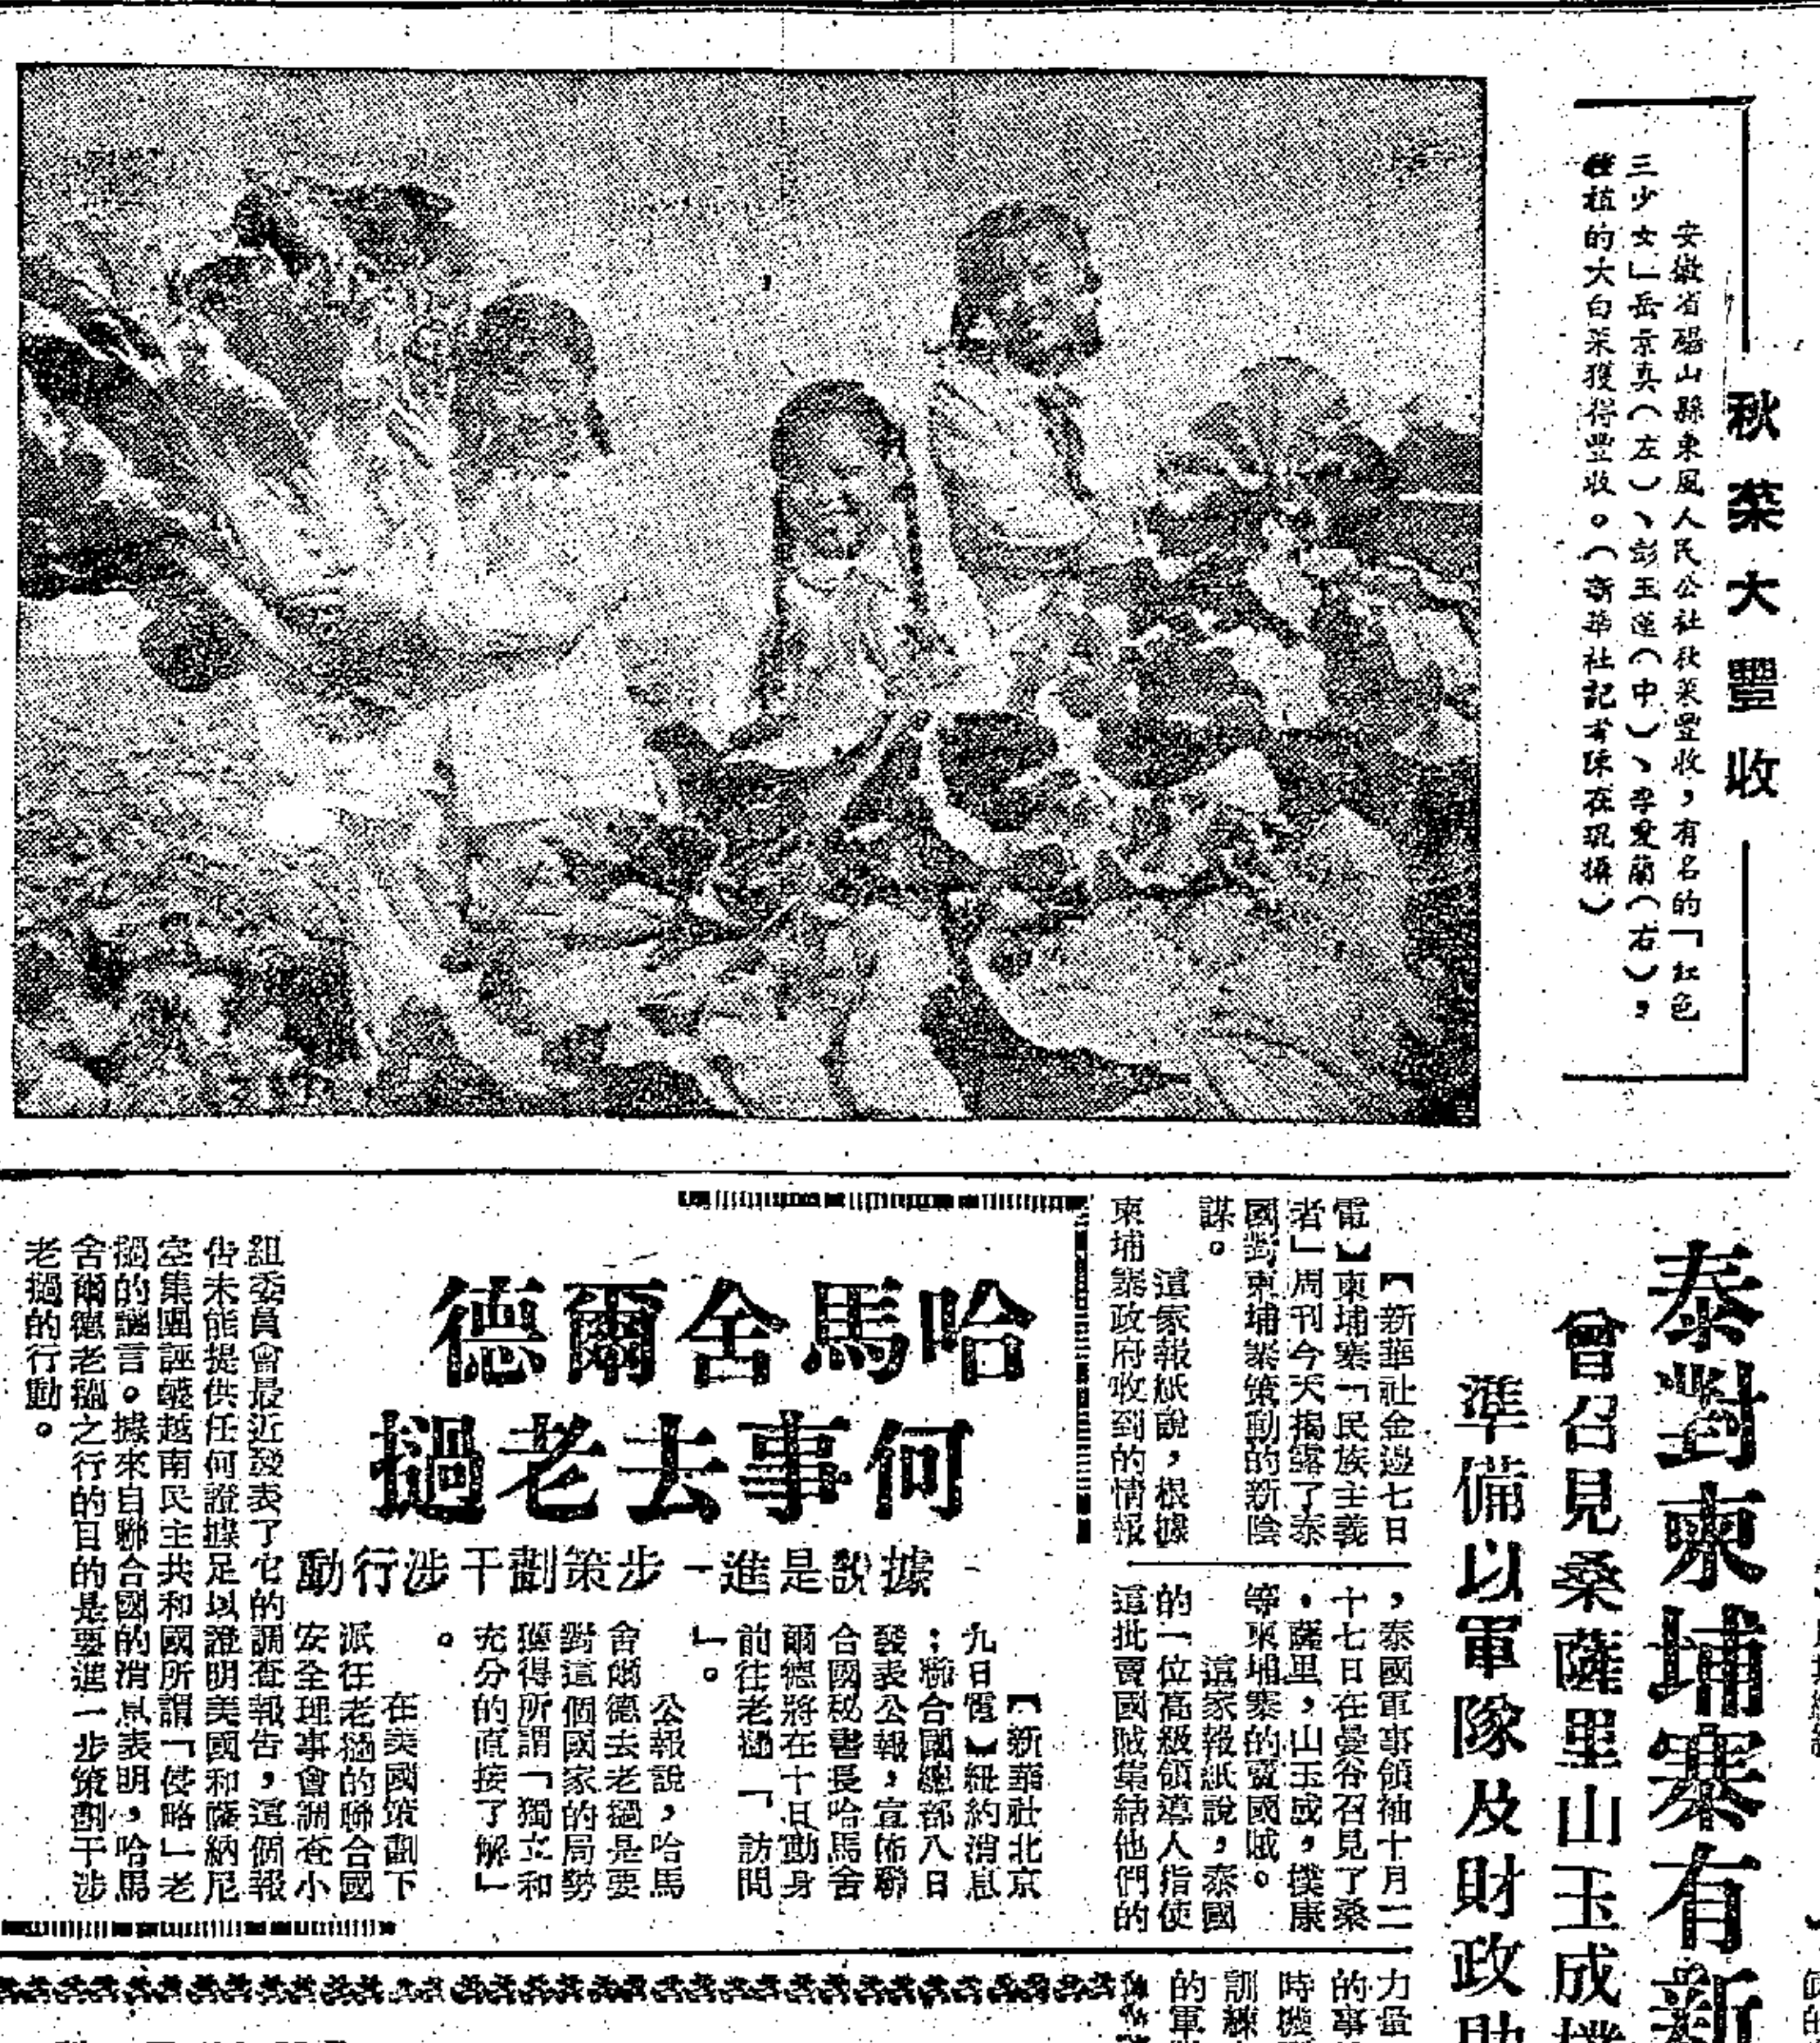 秋菜大豐收
安徽省碭山縣東風人民公社秋菜豐收，有名的「紅色
三少女」岳京真（左）、彭玉蓮（中）、李愛蘭（右），
種植的大白菜獲得豐收。（新華社記者陳在琨攝）
泰對柬埔寨有新
曾召見桑薩里山玉成
準備以軍隊及財政助
【新華社金邊七日
電】柬埔寨「民族主義
者」周刊今天揭露了泰
國對柬埔寨策動的新陰
謀。
這家報紙說，根據
柬埔寨政府收到的情報
，泰國軍事領袖十月二
十七日在曼谷召見了桑
・薩里，山玉成，樸康
等柬埔寨的賣國賊。
這家報紙說，泰國
的一位高級領導人指使
這批賣國賊集結他們的
力量
的事
時機
訓練
的軍
哈馬舍爾德
何事去老撾
據說是進一步策劃干涉行動
【新華社北京
九日電】紐約消息
：聯合國總部八日
發表公報，宣佈聯
合國秘書長哈馬舍
爾德將在十日動身
前往老撾「訪問
」。
公報說，哈馬
舍爾德去老撾是要
對這個國家的局勢
獲得所謂「獨立和
充分的直接了解」
。
在美國策劃下
派往老撾的聯合國
安全理事會調查小
組委員會最近發表了它的調查報告，這個報
告未能提供任何證據足以證明美國和薩納尼
空集團誣衊越南民主共和國所謂「侵略」老
撾的謊言。據來自聯合國的消息表明，哈馬
舍爾德老撾之行的目的是要進一步策劃干涉
老撾的行動。